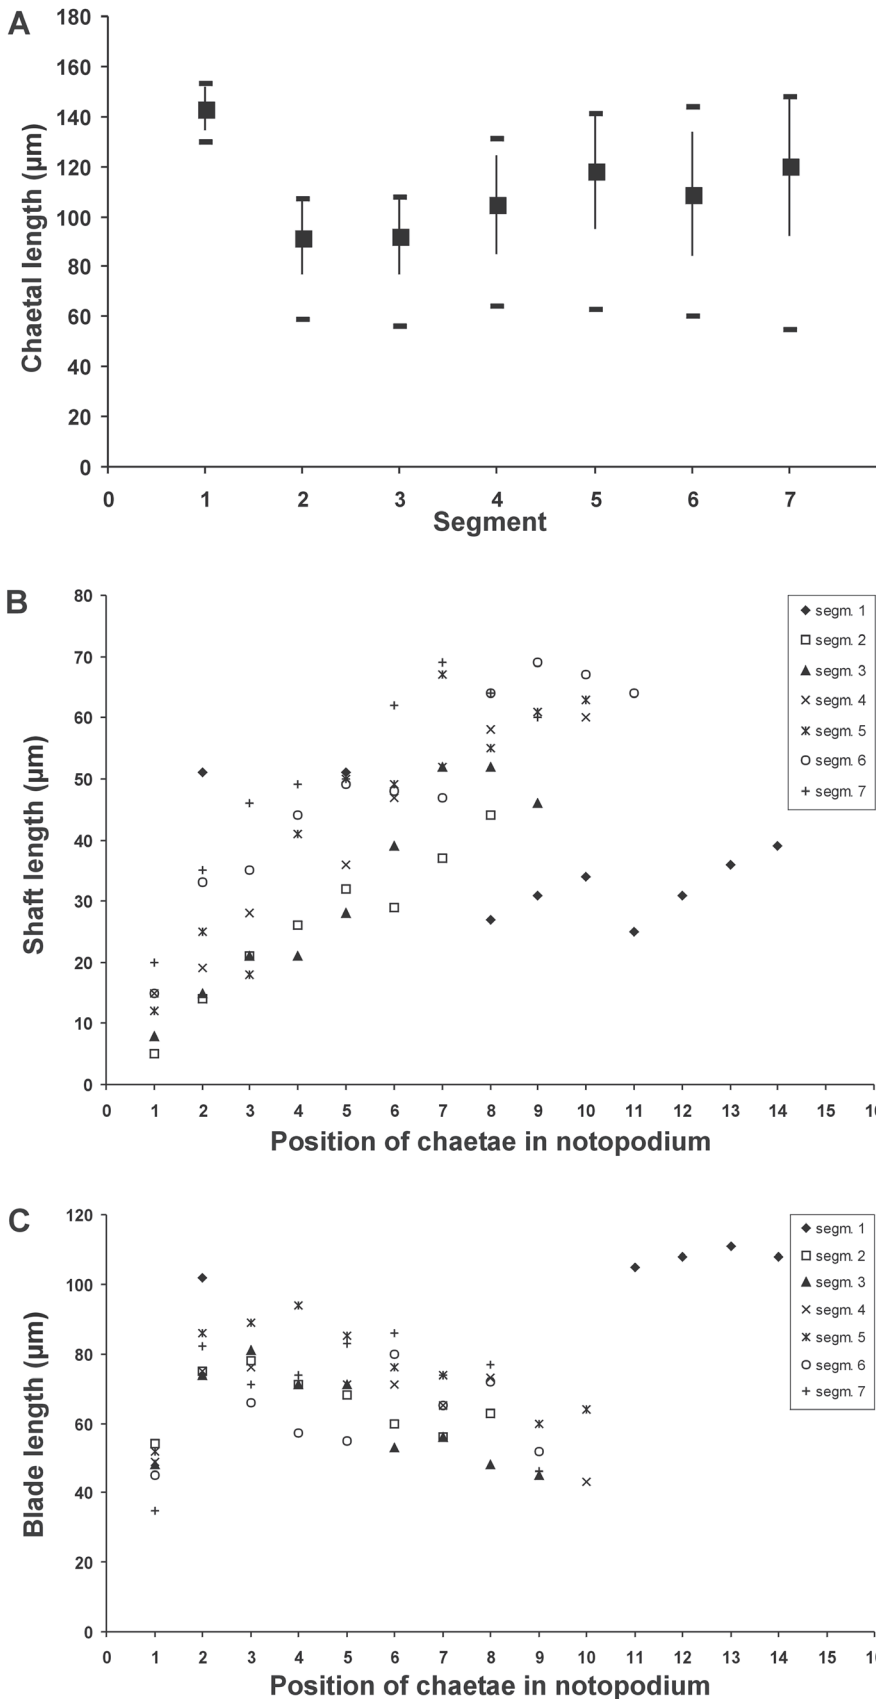 A
180
160
140
120
100
80
60
40
20
0
Chaetal length (µm)
0 1 2 3 4 5 6 7
Segment
B
80
70
60
50
40
30
20
10
0
Shaft length (µm)
segm. 1
segm. 2
segm. 3
segm. 4
segm. 5
segm. 6
segm. 7
0 1 2 3 4 5 6 7 8 9 10 11 12 13 14 15 16
Position of chaetae in notopodium
C
120
100
80
60
40
20
0
Blade length (µm)
segm. 1
segm. 2
segm. 3
segm. 4
segm. 5
segm. 6
segm. 7
0 1 2 3 4 5 6 7 8 9 10 11 12 13 14 15 16
Position of chaetae in notopodium